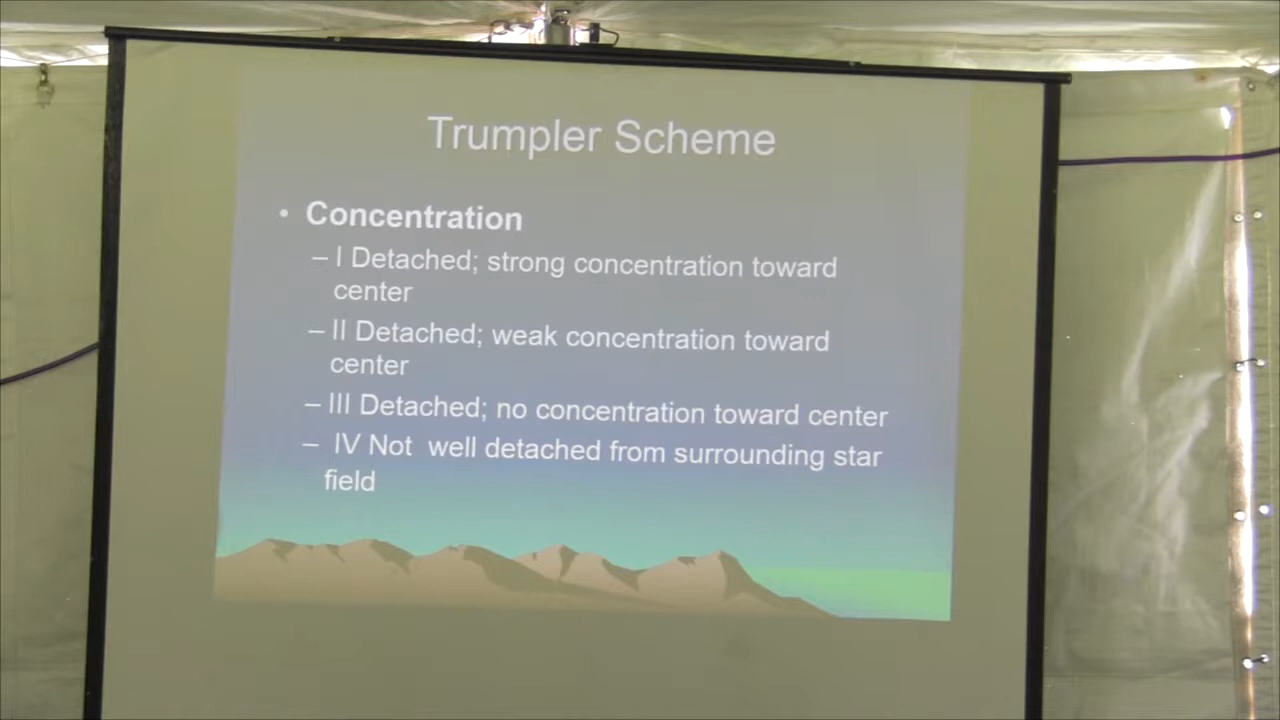 Trumpler Scheme
• Concentration
– I Detached; strong concentration toward
center
– II Detached; weak concentration toward
center
– III Detached; no concentration toward center
– IV Not well detached from surrounding star
field